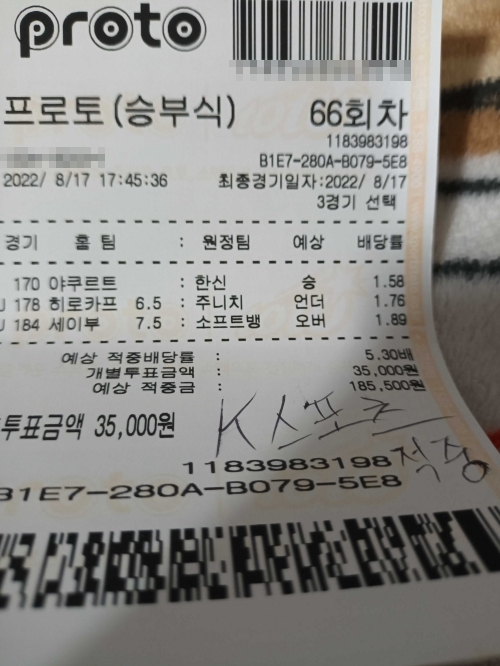 proto
프로토(승부식) 66회차
1183983198
B1E7-280A-B079-5E8
2022/ 8/17 17:45:36 최종경기일자:2022/ 8/17
3경기 선택
경기 홈 팀 : 원정팀 예상 배당률
170 야쿠르트 : 한신 승 1.58
U 178 히로카프 6.5 : 주니치 언더 1.76
U 184 세이부 7.5 : 소프트뱅 오버 1.89
예상 적중배당률 : 5.30배
개별투표금액 : 35,000원
예상 적중금 : 185,500원
투표금액 35,000원
K스포츠
적중
1183983198
B1E7-280A-B079-5E8